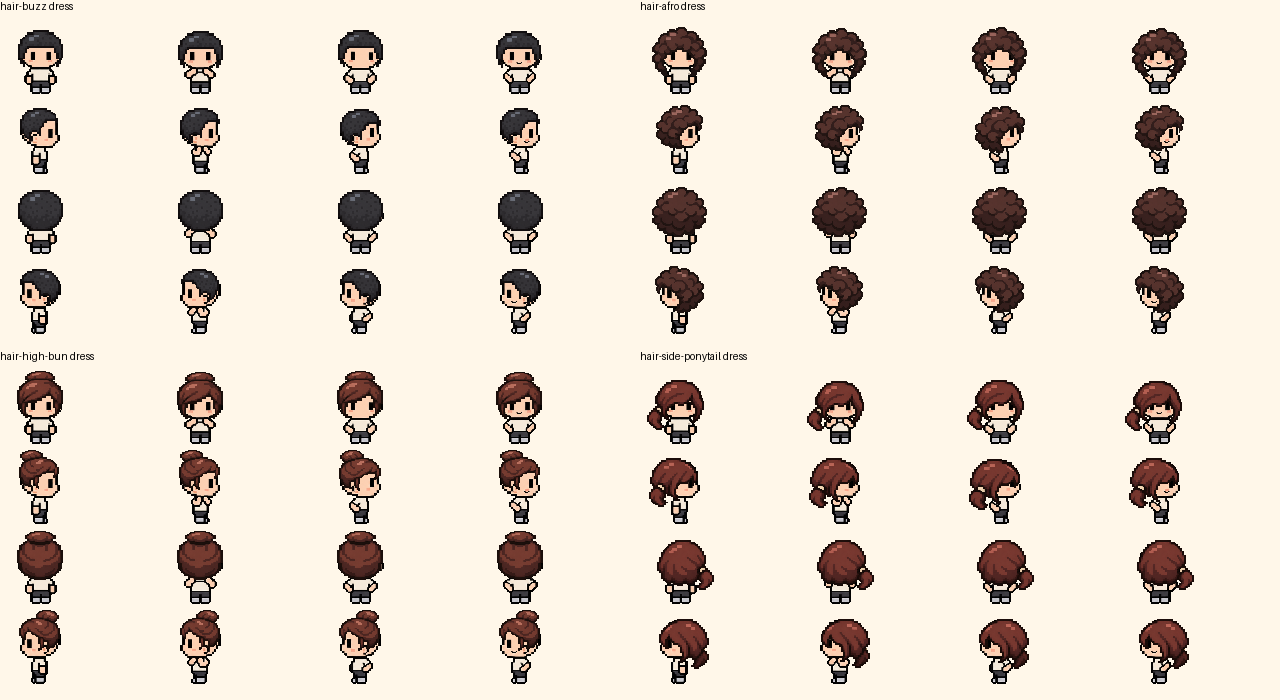 hair-buzz dress
hair-afro dress
hair-high-bun dress
hair-side-ponytail dress